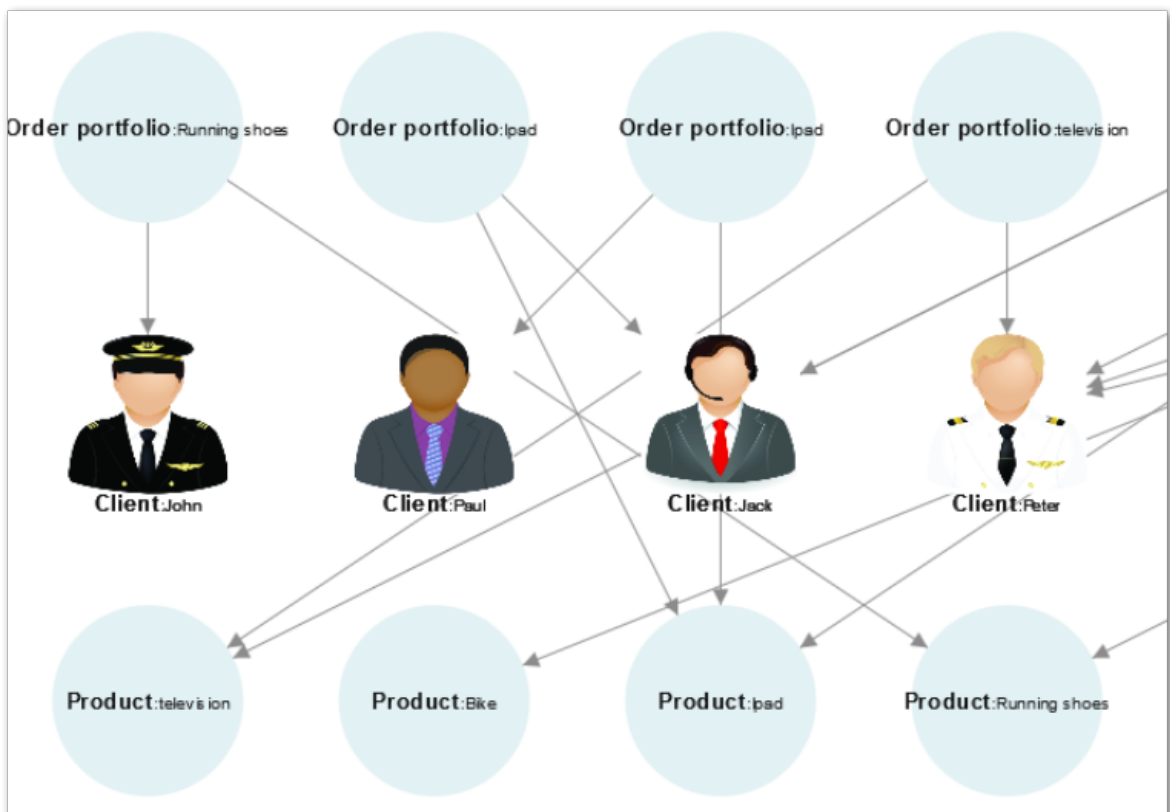 Order portfolio:Running shoes
Order portfolio:Ipad
Order portfolio:Ipad
Order portfolio:television
Client:John
Client:Paul
Client:Jack
Client:Peter
Product:television
Product:Bike
Product:Ipad
Product:Running shoes